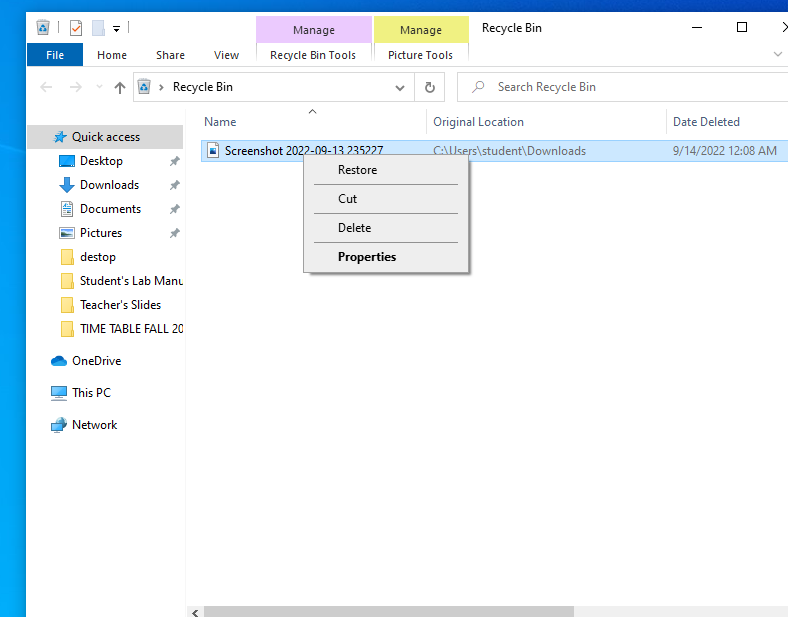 Manage
Manage
Recycle Bin
File
Home
Share
View
Recycle Bin Tools
Picture Tools
Recycle Bin
Search Recycle Bin
Name
Original Location
Date Deleted
Quick access
Desktop
Downloads
Documents
Pictures
destop
Student's Lab Manu
Teacher's Slides
TIME TABLE FALL 20
OneDrive
This PC
Network
Screenshot 2022-09-13 235227
C:\Users\student\Downloads
9/14/2022 12:08 AM
Restore
Cut
Delete
Properties